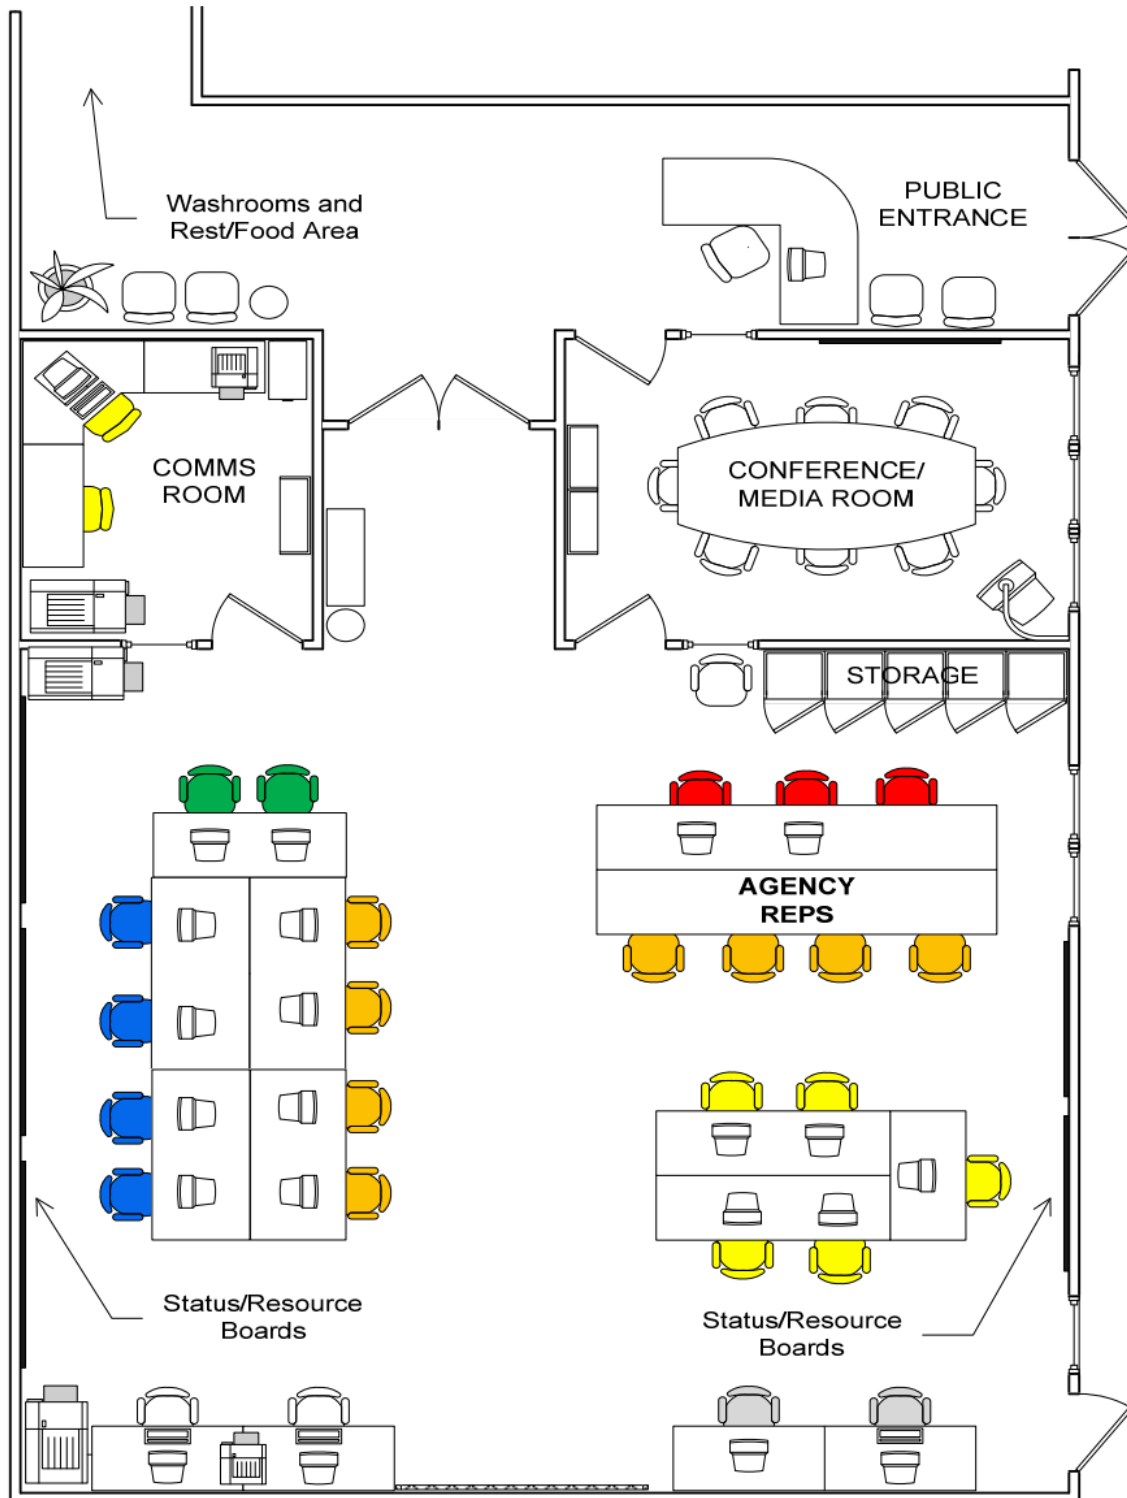 Washrooms and
Rest/Food Area
PUBLIC
ENTRANCE
COMMS
ROOM
CONFERENCE/
MEDIA ROOM
STORAGE
AGENCY
REPS
Status/Resource
Boards
Status/Resource
Boards